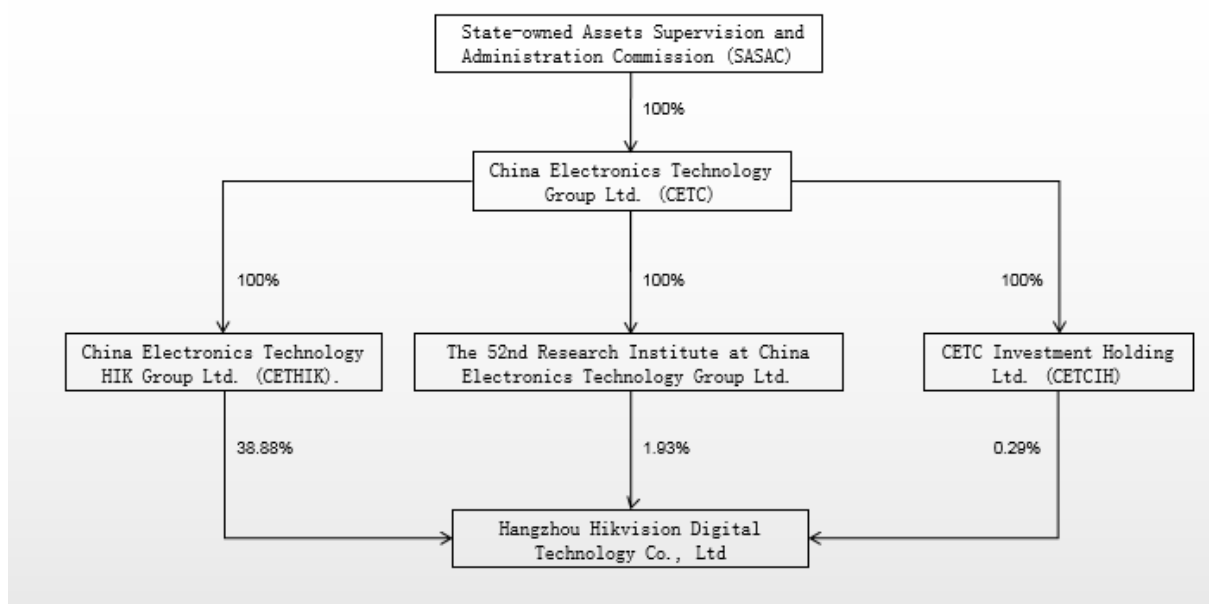 State-owned Assets Supervision and
Administration Commission (SASAC)
100%
China Electronics Technology
Group Ltd. (CETC)
100%
100%
100%
China Electronics Technology
HIK Group Ltd. (CETHIK).
The 52nd Research Institute at China
Electronics Technology Group Ltd.
CETC Investment Holding
Ltd. (CETCIH)
38.88%
1.93%
0.29%
Hangzhou Hikvision Digital
Technology Co., Ltd